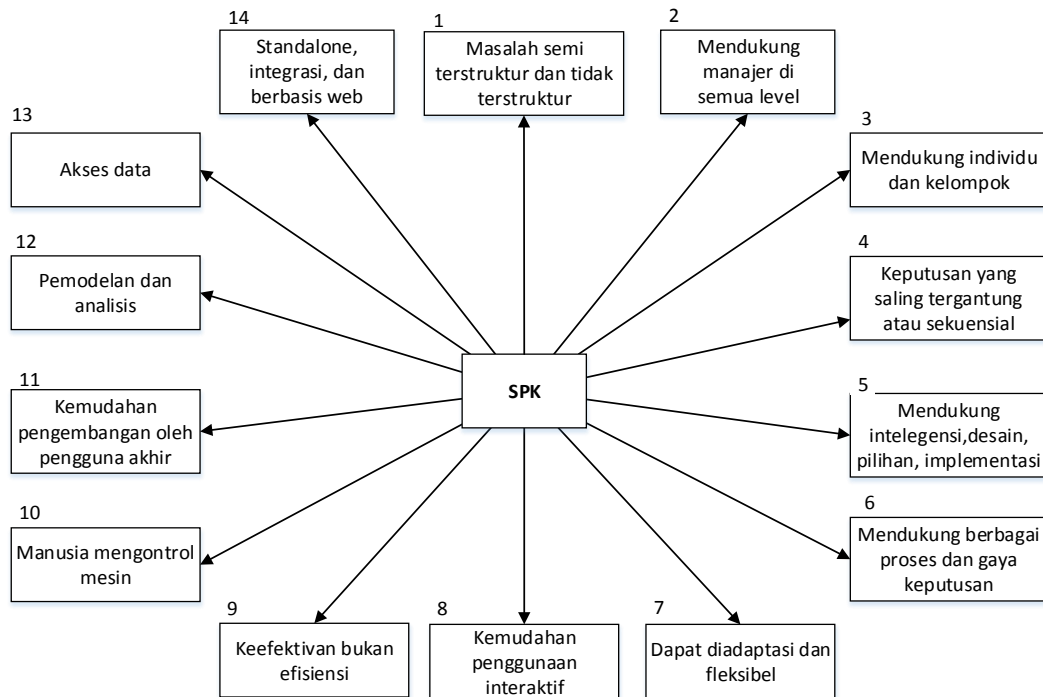 14
Standalone,
integrasi, dan
berbasis web
1
Masalah semi
terstruktur dan tidak
terstruktur
2
Mendukung
manajer di
semua level
13
Akses data
3
Mendukung individu
dan kelompok
12
Pemodelan dan
analisis
4
Keputusan yang
saling tergantung
atau sekuensial
SPK
11
Kemudahan
pengembangan oleh
pengguna akhir
5
Mendukung
intelegensi,desain,
pilihan, implementasi
10
Manusia mengontrol
mesin
6
Mendukung berbagai
proses dan gaya
keputusan
9
Keefektivan bukan
efisiensi
8
Kemudahan
penggunaan
interaktif
7
Dapat diadaptasi dan
fleksibel